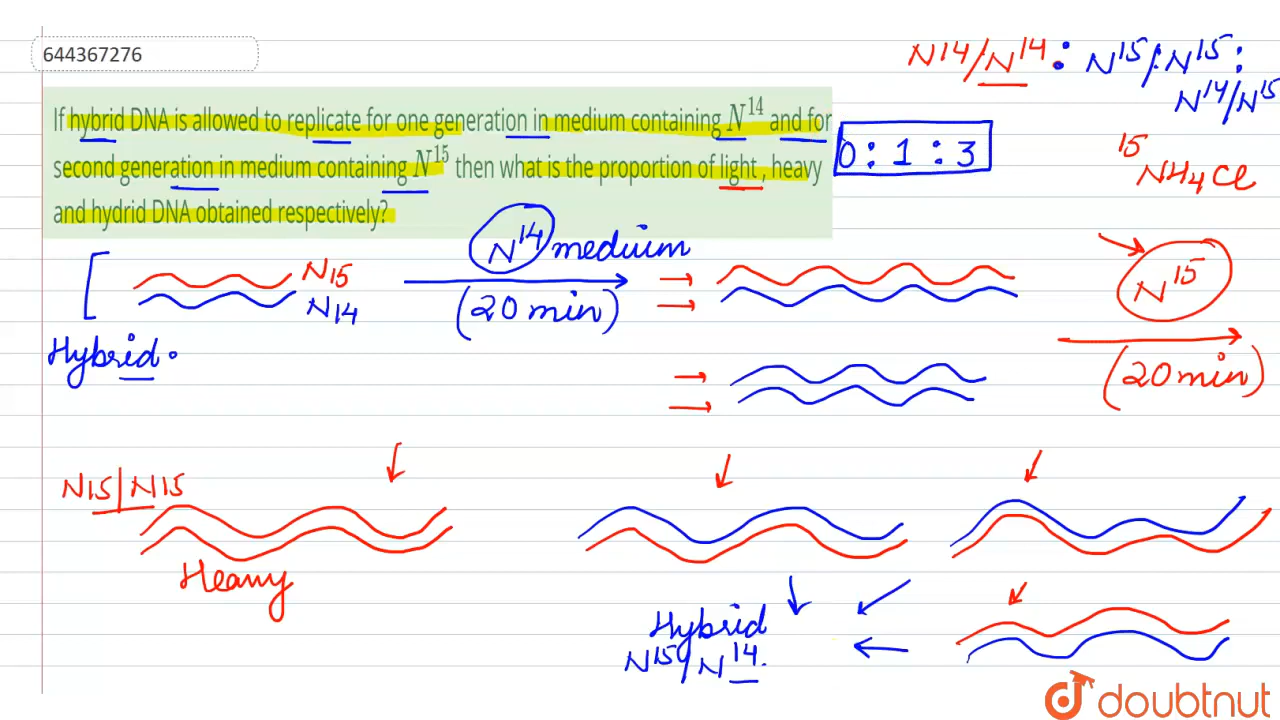 644367276
N14/N14 : N15/N15 :
N14/N15
If hybrid DNA is allowed to replicate for one generation in medium containing N^14 and for
second generation in medium containing N^15 then what is the proportion of light , heavy
and hydrid DNA obtained respectively?
0 : 1 : 3
15
NH4Cl
N15
N14
Hybrid
N14 medium
(20 min)
N15
(20 min)
N15|N15
Heavy
Hybrid
N15/N14.
doubtnut